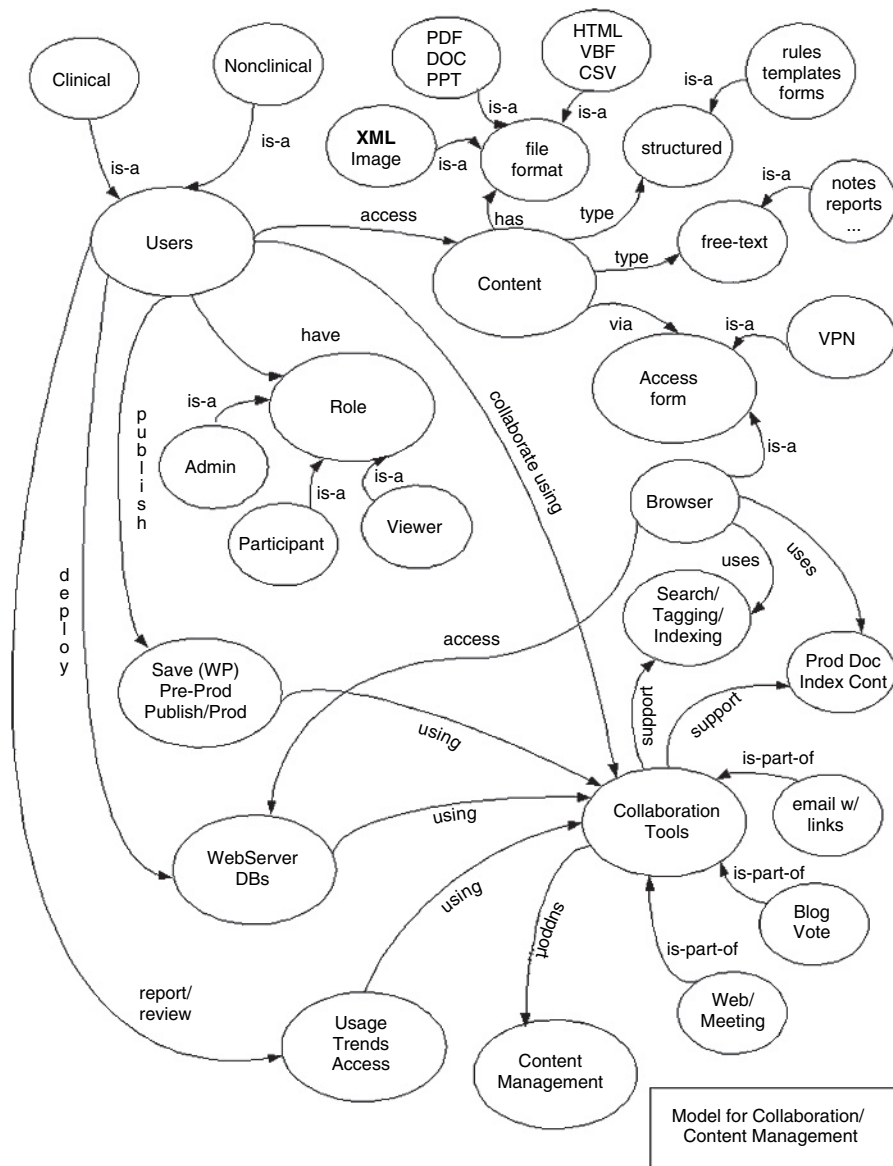 PDF
DOC
PPT
HTML
VBF
CSV
rules
templates
forms
Clinical
Nonclinical
is-a
is-a
is-a
XML
Image
is-a
file
format
structured
is-a
is-a
is-a
notes
reports
...
access
has
type
Users
free-text
type
Content
via
is-a
VPN
have
Access
form
is-a
Role
collaborate using
publish
Admin
is-a
is-a
is-a
Browser
Participant
Viewer
uses
uses
deploy
Search/
Tagging/
Indexing
access
Save (WP)
Pre-Prod
Publish/Prod
Prod Doc
Index Cont
using
support
support
is-part-of
email w/
links
using
Collaboration
Tools
WebServer
DBs
is-part-of
using
Blog
Vote
support
is-part-of
report/
review
Web/
Meeting
Usage
Trends
Access
Content
Management
Model for Collaboration/
Content Management